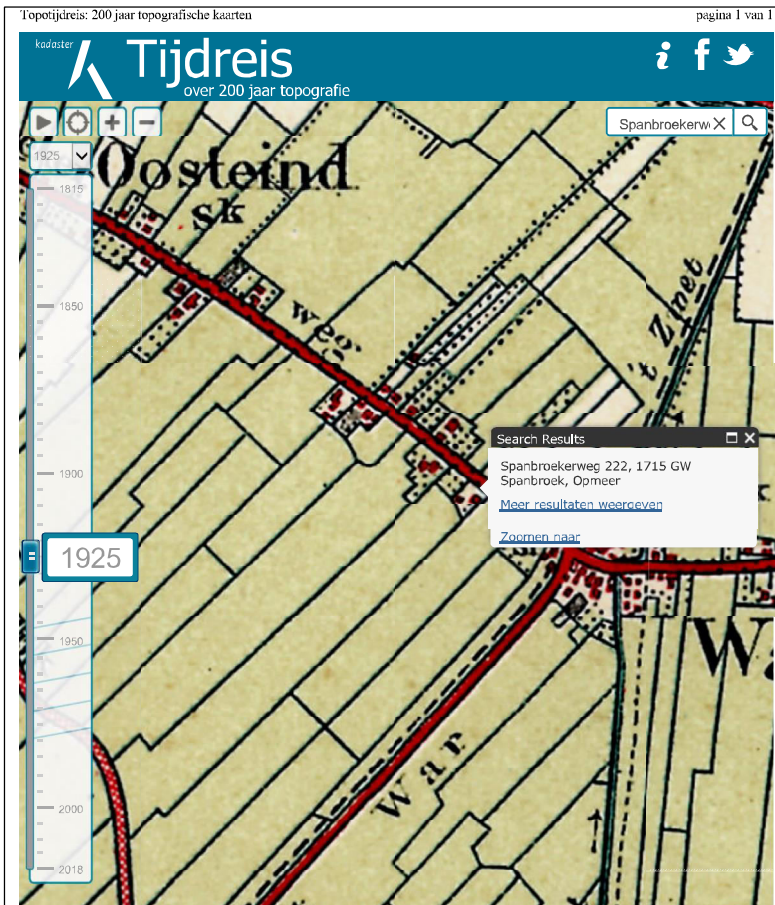 Topotijdreis: 200 jaar topografische kaarten
pagina 1 van 1
kadaster
Tijdreis
over 200 jaar topografie
Spanbroekerw
1925
1815
Oosteind
sk
1850
weg
't Zmet
1900
Search Results
Spanbroekerweg 222, 1715 GW
Spanbroek, Opmeer
Meer resultaten weergeven
Zoomen naar
1925
1950
Wa
War
2000
2018